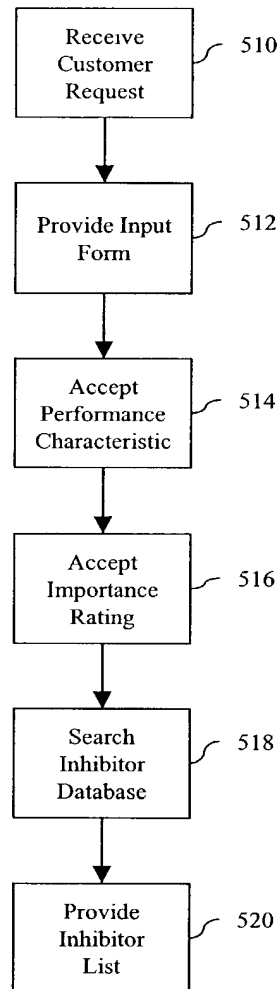 Receive
Customer
Request
510
Provide Input
Form
512
Accept
Performance
Characteristic
514
Accept
Importance
Rating
516
Search
Inhibitor
Database
518
Provide
Inhibitor
List
520